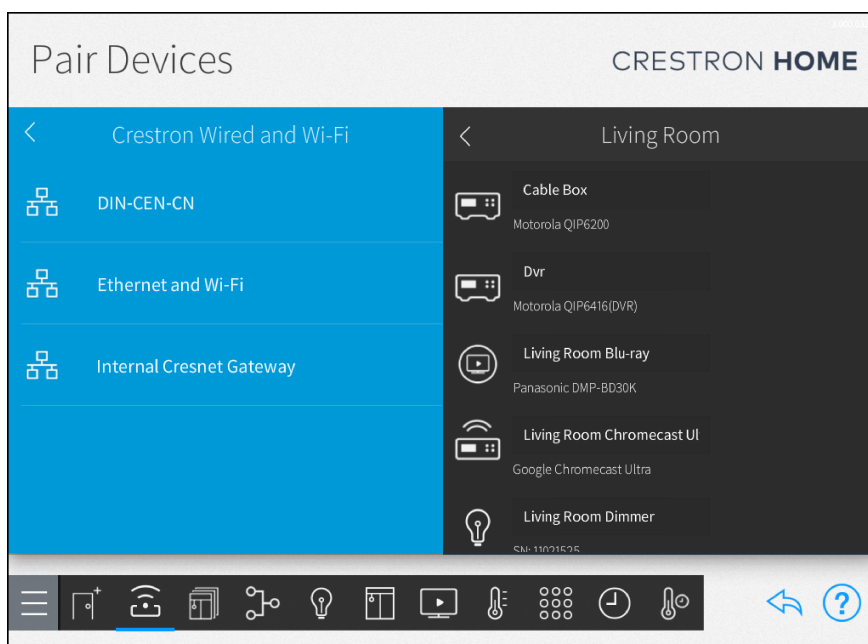 Pair Devices
CRESTRON HOME
Crestron Wired and Wi-Fi
DIN-CEN-CN
Ethernet and Wi-Fi
Internal Cresnet Gateway
Living Room
Cable Box
Motorola QIP6200
Dvr
Motorola QIP6416(DVR)
Living Room Blu-ray
Panasonic DMP-BD30K
Living Room Chromecast Ul
Google Chromecast Ultra
Living Room Dimmer
SN: 11021525
?